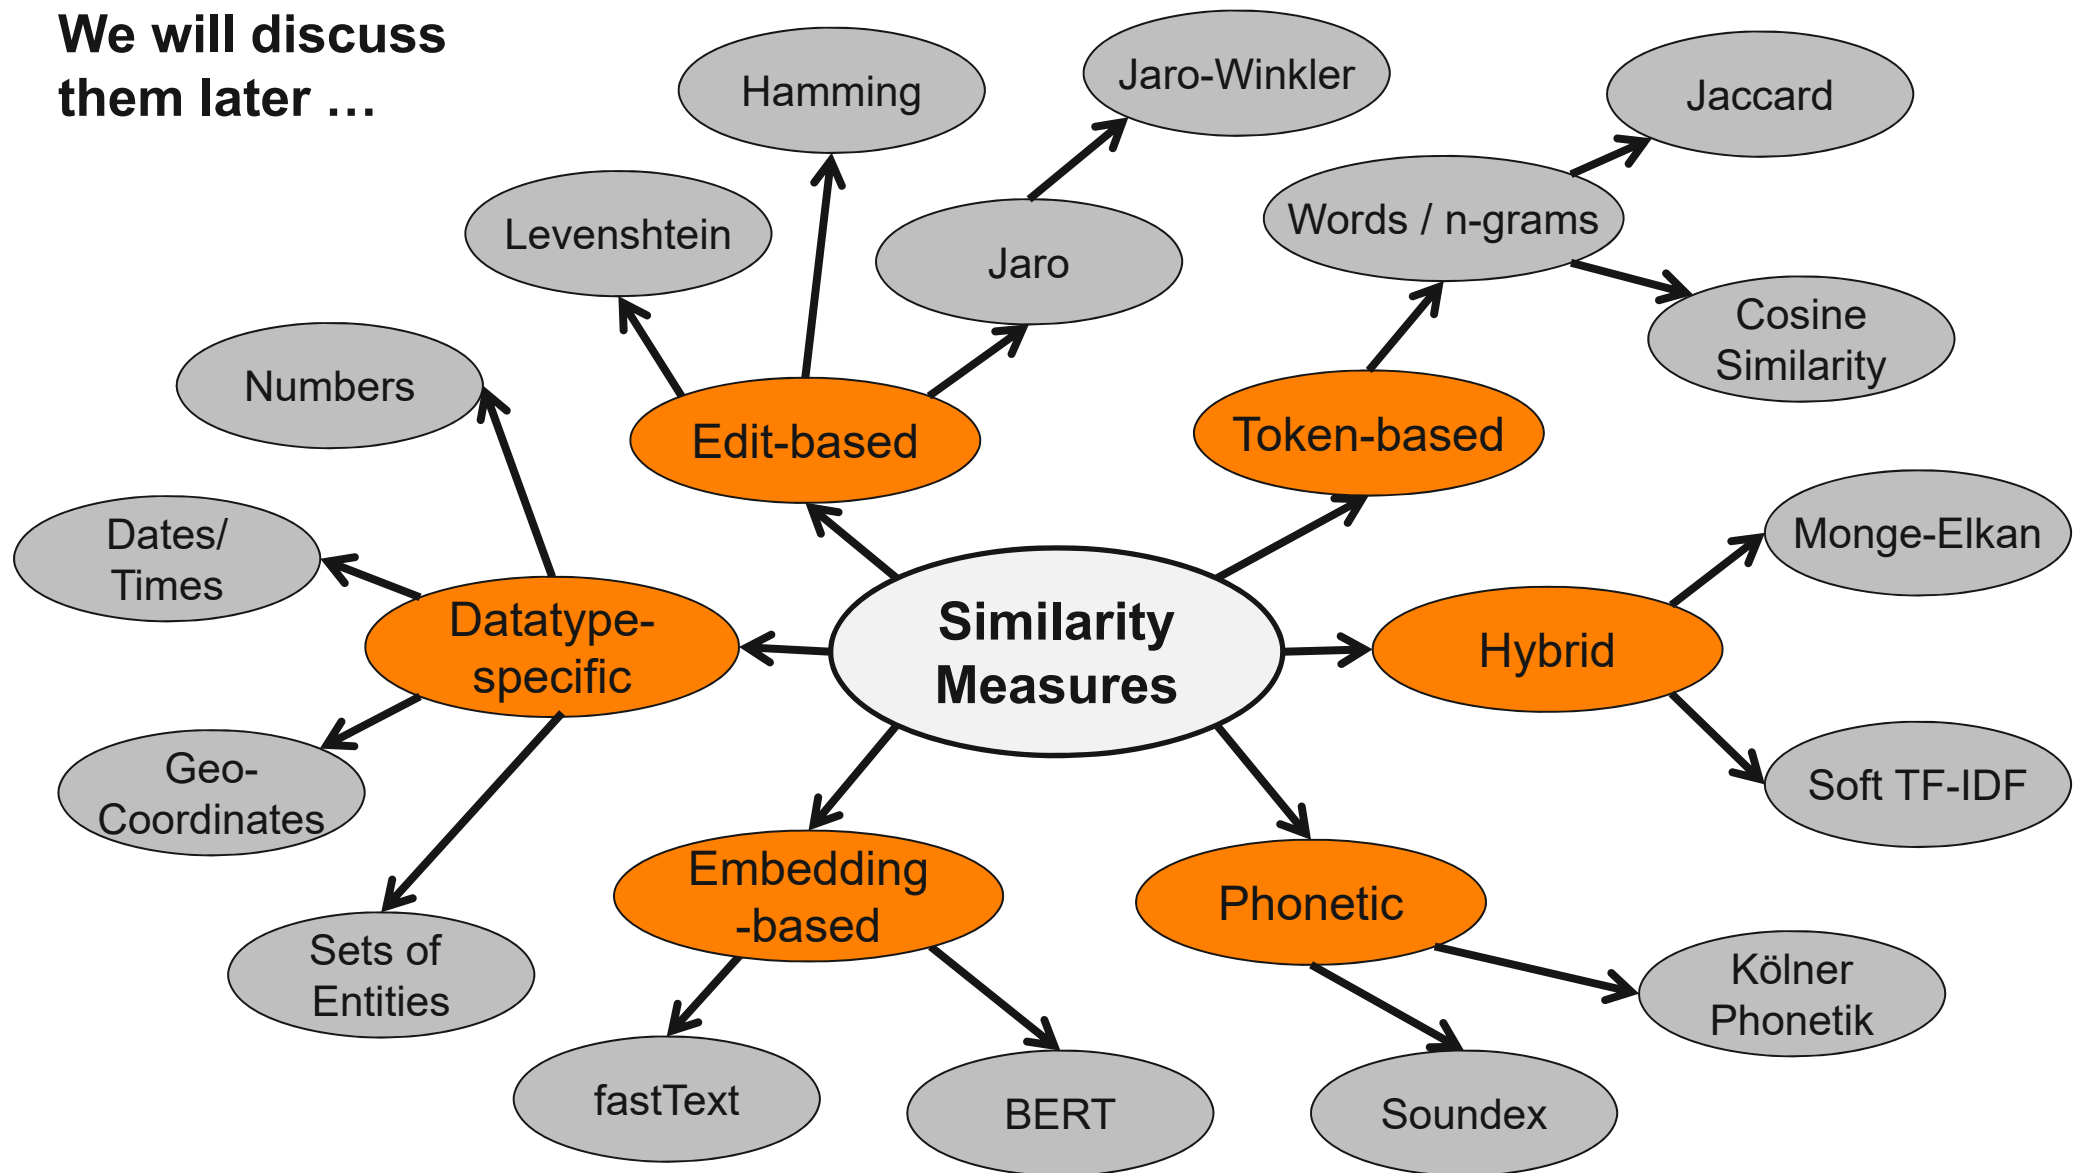 We will discuss
them later …
Hamming
Jaro-Winkler
Jaccard
Levenshtein
Jaro
Words / n-grams
Cosine
Similarity
Numbers
Edit-based
Token-based
Dates/
Times
Monge-Elkan
Datatype-
specific
Similarity
Measures
Hybrid
Geo-
Coordinates
Soft TF-IDF
Embedding
-based
Phonetic
Sets of
Entities
Kölner
Phonetik
fastText
BERT
Soundex